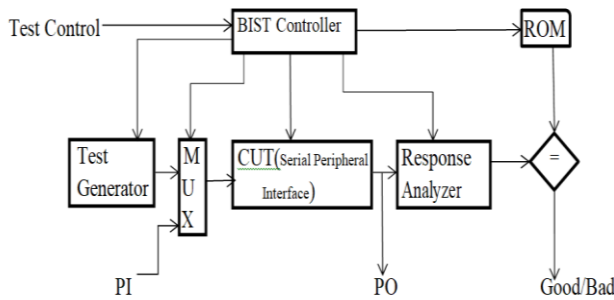 Test Control
BIST Controller
ROM
Test
Generator
M
U
X
CUT(Serial Peripheral
Interface)
Response
Analyzer
=
PI
PO
Good/Bad